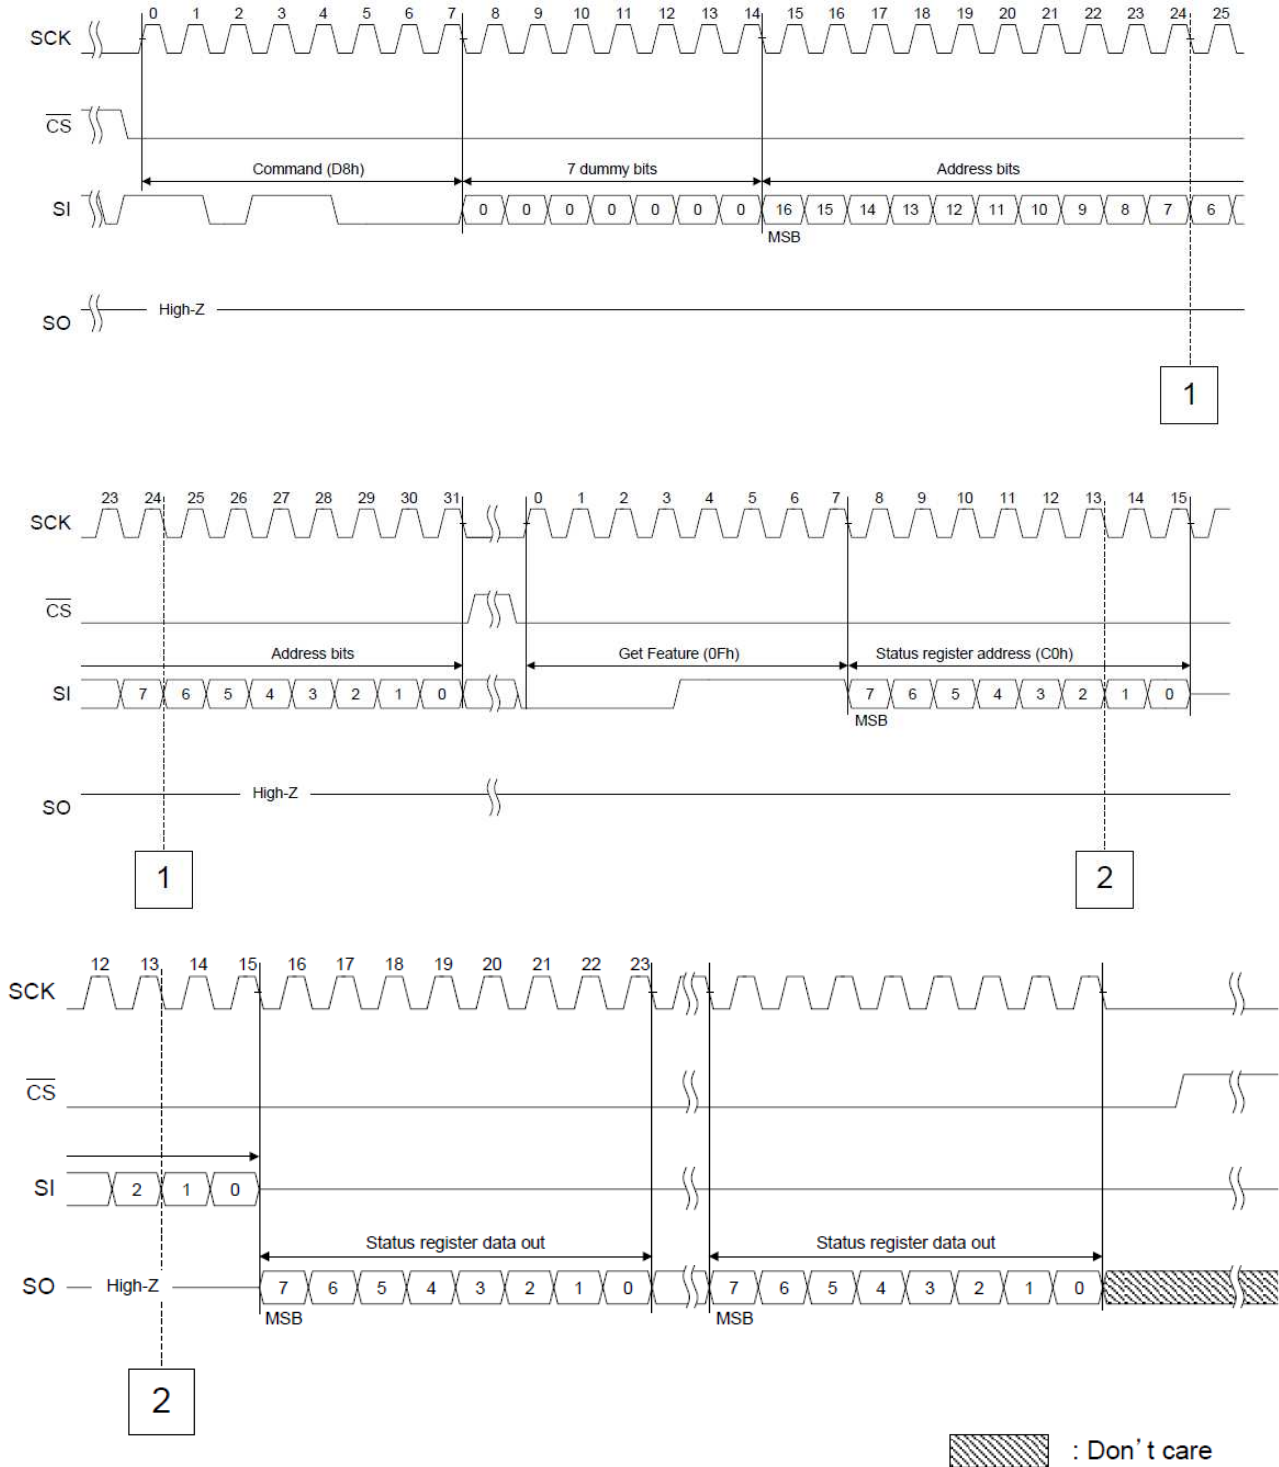 0 1 2 3 4 5 6 7 8 9 10 11 12 13 14 15 16 17 18 19 20 21 22 23 24 25
SCK
CS
Command (D8h) 7 dummy bits Address bits
SI 0 0 0 0 0 0 0 16 15 14 13 12 11 10 9 8 7 6
MSB
High-Z
SO
1
23 24 25 26 27 28 29 30 31 0 1 2 3 4 5 6 7 8 9 10 11 12 13 14 15
SCK
CS
Address bits Get Feature (0Fh) Status register address (C0h)
SI 7 6 5 4 3 2 1 0 7 6 5 4 3 2 1 0
MSB
High-Z
SO
1 2
12 13 14 15 16 17 18 19 20 21 22 23
SCK
CS
SI 2 1 0
Status register data out Status register data out
SO High-Z 7 6 5 4 3 2 1 0 7 6 5 4 3 2 1 0
MSB MSB
2
: Don't care